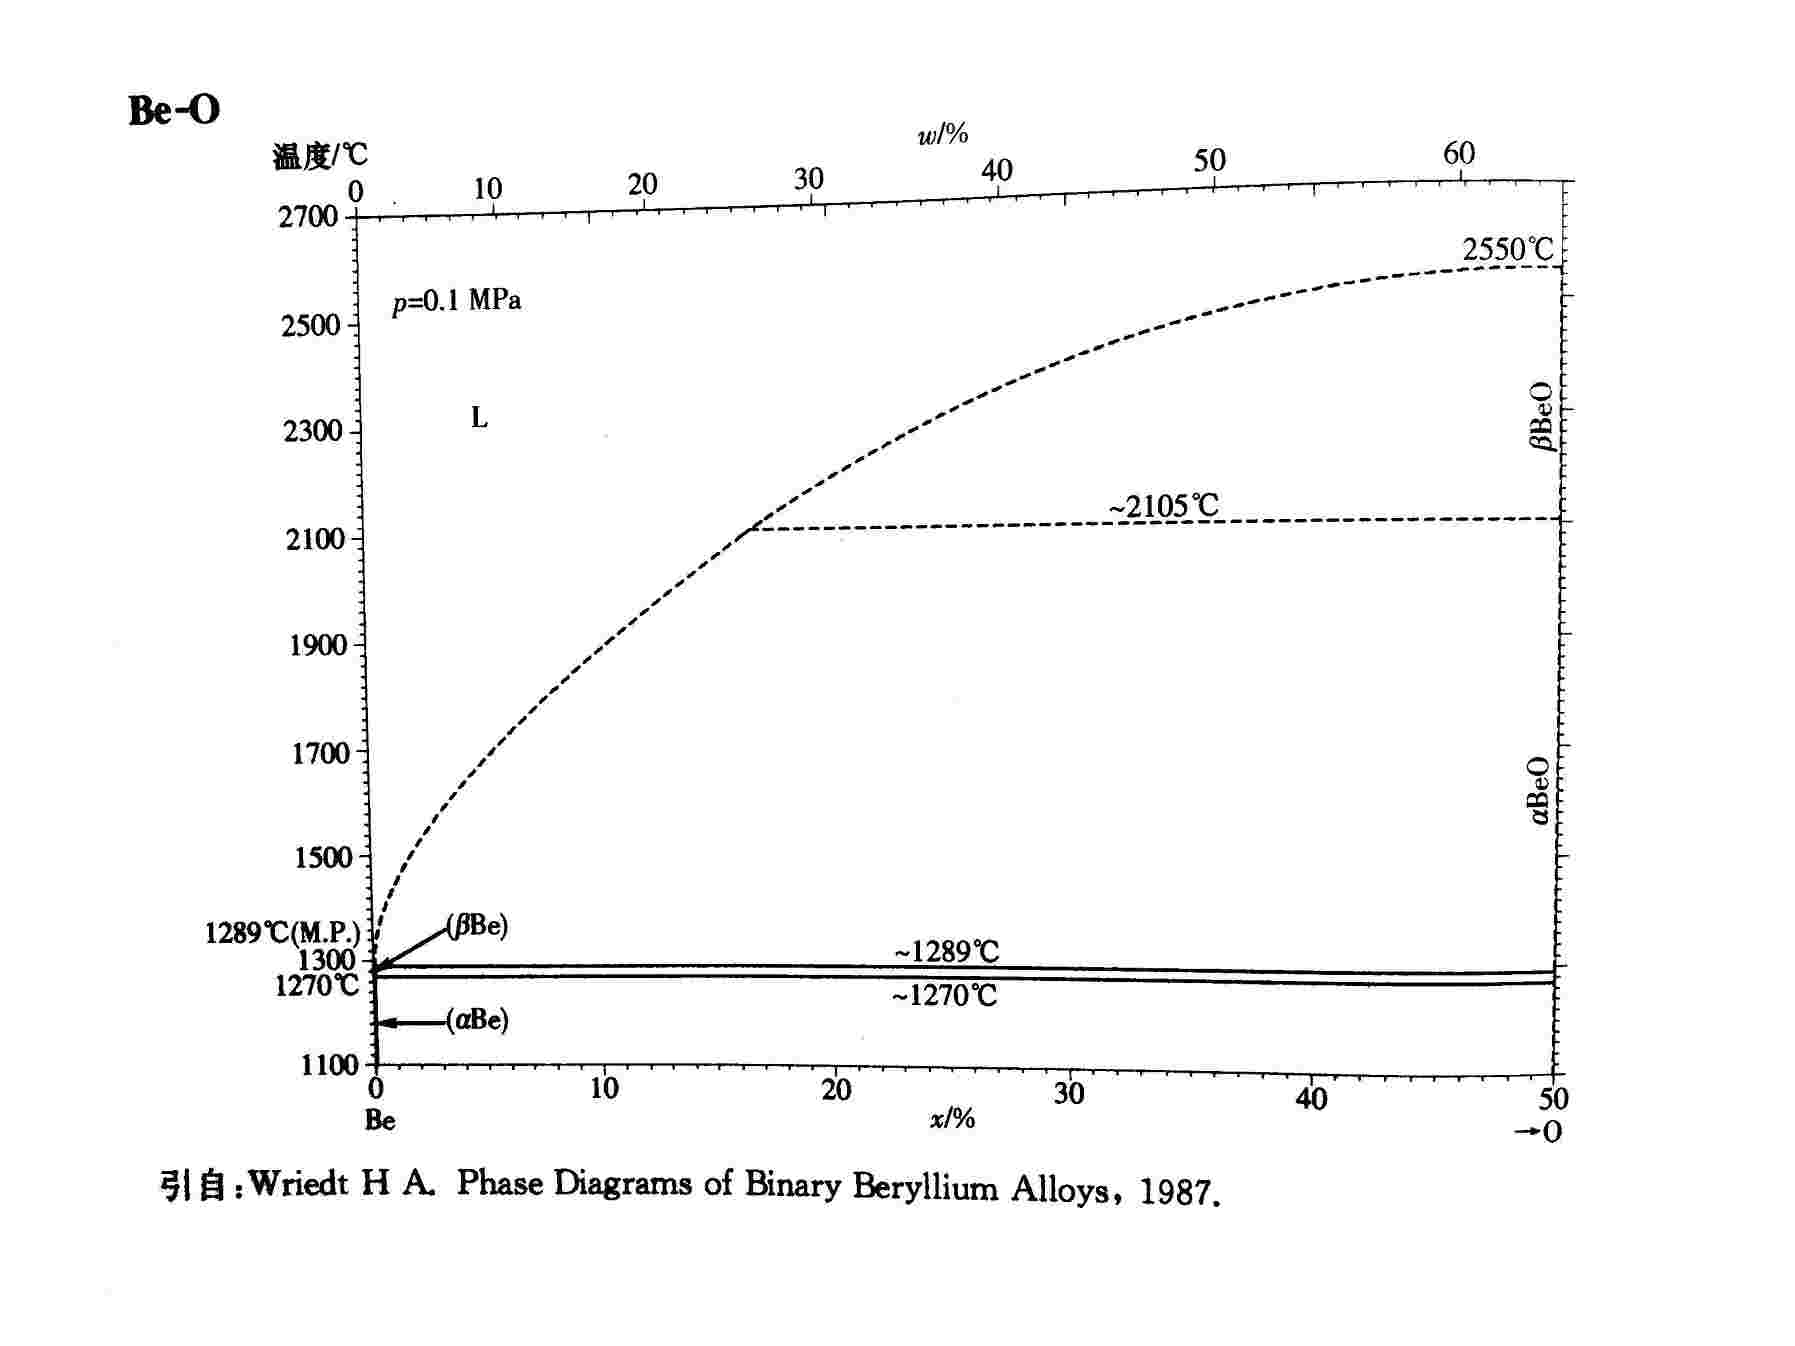 Be-O
w/%
温度/℃
0 10 20 30 40 50 60
2700
2550℃
p=0.1 MPa
2500
L
2300
βBeO
~2105℃
2100
1900
1700
αBeO
1500
1289℃(M.P.)
(βBe)
~1289℃
1300
1270℃
~1270℃
(αBe)
1100
0 10 20 30 40 50
Be
x/%
→O
引自:Wriedt H A. Phase Diagrams of Binary Beryllium Alloys, 1987.